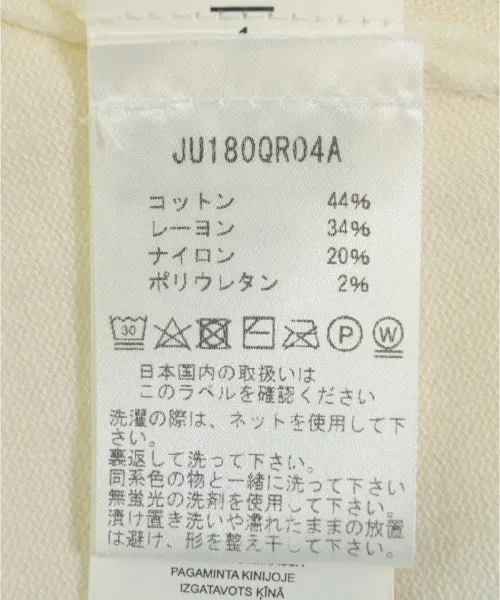 JU180QR04A
コットン 44%
レーヨン 34%
ナイロン 20%
ポリウレタン 2%
30
P
W
日本国内の取扱いは
このラベルを確認ください
洗濯の際は、ネットを使用して下
さい。
裏返して洗って下さい。
同系色の物と一緒に洗って下さい
無蛍光の洗剤を使用して下さい。
漬け置き洗いや濡れたままの放置
は避け、形を整え干して下さい。
PAGAMINTA KINIJOJE
IZGATAVOTS ĶĪNĀ